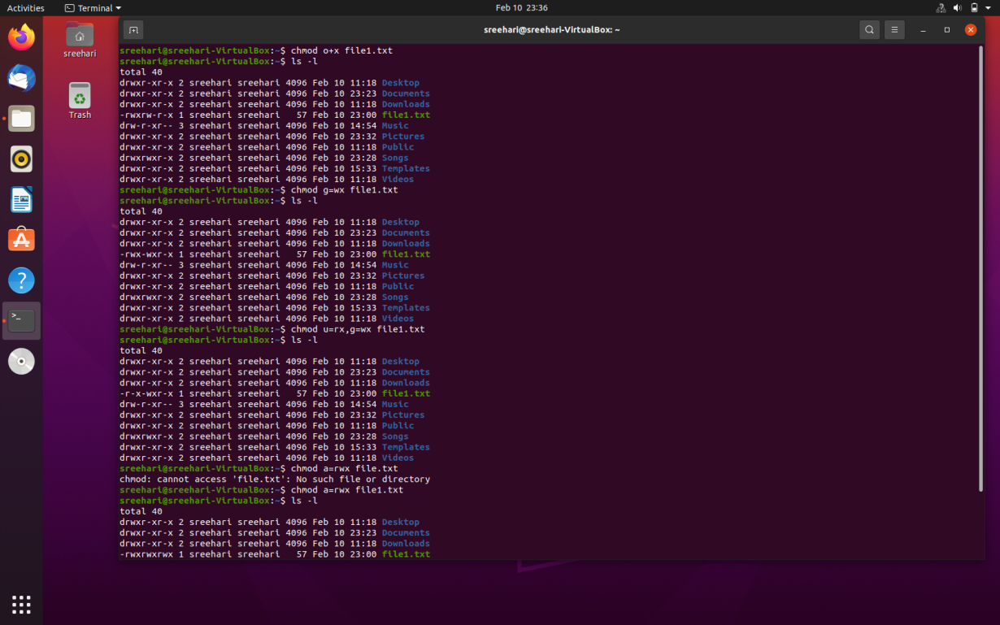 Activities
Terminal
Feb 10 23:36
sreehari@sreehari-VirtualBox: ~
sreehari
Trash
sreehari@sreehari-VirtualBox:~$ chmod o+x file1.txt
sreehari@sreehari-VirtualBox:~$ ls -l
total 40
drwxr-xr-x 2 sreehari sreehari 4096 Feb 10 11:18 Desktop
drwxr-xr-x 2 sreehari sreehari 4096 Feb 10 23:23 Documents
drwxr-xr-x 2 sreehari sreehari 4096 Feb 10 11:18 Downloads
-rwxrw-r-x 1 sreehari sreehari   57 Feb 10 23:00 file1.txt
drw-r-xr-- 3 sreehari sreehari 4096 Feb 10 14:54 Music
drwxr-xr-x 2 sreehari sreehari 4096 Feb 10 23:32 Pictures
drwxr-xr-x 2 sreehari sreehari 4096 Feb 10 11:18 Public
drwxrwxr-x 2 sreehari sreehari 4096 Feb 10 23:28 Songs
drwxr-xr-x 2 sreehari sreehari 4096 Feb 10 15:33 Templates
drwxr-xr-x 2 sreehari sreehari 4096 Feb 10 11:18 Videos
sreehari@sreehari-VirtualBox:~$ chmod g=wx file1.txt
sreehari@sreehari-VirtualBox:~$ ls -l
total 40
drwxr-xr-x 2 sreehari sreehari 4096 Feb 10 11:18 Desktop
drwxr-xr-x 2 sreehari sreehari 4096 Feb 10 23:23 Documents
drwxr-xr-x 2 sreehari sreehari 4096 Feb 10 11:18 Downloads
-rwx-wxr-x 1 sreehari sreehari   57 Feb 10 23:00 file1.txt
drw-r-xr-- 3 sreehari sreehari 4096 Feb 10 14:54 Music
drwxr-xr-x 2 sreehari sreehari 4096 Feb 10 23:32 Pictures
drwxr-xr-x 2 sreehari sreehari 4096 Feb 10 11:18 Public
drwxrwxr-x 2 sreehari sreehari 4096 Feb 10 23:28 Songs
drwxr-xr-x 2 sreehari sreehari 4096 Feb 10 15:33 Templates
drwxr-xr-x 2 sreehari sreehari 4096 Feb 10 11:18 Videos
sreehari@sreehari-VirtualBox:~$ chmod u=rx,g=wx file1.txt
sreehari@sreehari-VirtualBox:~$ ls -l
total 40
drwxr-xr-x 2 sreehari sreehari 4096 Feb 10 11:18 Desktop
drwxr-xr-x 2 sreehari sreehari 4096 Feb 10 23:23 Documents
drwxr-xr-x 2 sreehari sreehari 4096 Feb 10 11:18 Downloads
-r-x-wxr-x 1 sreehari sreehari   57 Feb 10 23:00 file1.txt
drw-r-xr-- 3 sreehari sreehari 4096 Feb 10 14:54 Music
drwxr-xr-x 2 sreehari sreehari 4096 Feb 10 23:32 Pictures
drwxr-xr-x 2 sreehari sreehari 4096 Feb 10 11:18 Public
drwxrwxr-x 2 sreehari sreehari 4096 Feb 10 23:28 Songs
drwxr-xr-x 2 sreehari sreehari 4096 Feb 10 15:33 Templates
drwxr-xr-x 2 sreehari sreehari 4096 Feb 10 11:18 Videos
sreehari@sreehari-VirtualBox:~$ chmod a=rwx file.txt
chmod: cannot access 'file.txt': No such file or directory
sreehari@sreehari-VirtualBox:~$ chmod a=rwx file1.txt
sreehari@sreehari-VirtualBox:~$ ls -l
total 40
drwxr-xr-x 2 sreehari sreehari 4096 Feb 10 11:18 Desktop
drwxr-xr-x 2 sreehari sreehari 4096 Feb 10 23:23 Documents
drwxr-xr-x 2 sreehari sreehari 4096 Feb 10 11:18 Downloads
-rwxrwxrwx 1 sreehari sreehari   57 Feb 10 23:00 file1.txt